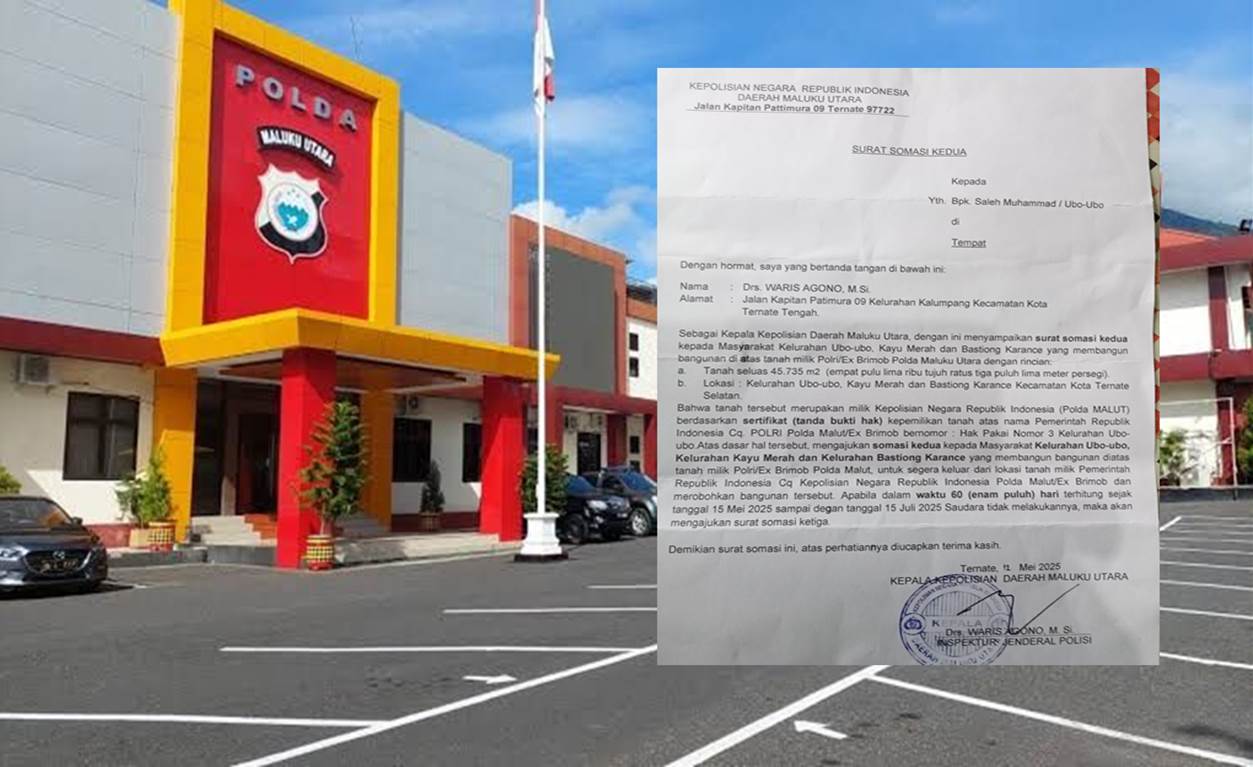 POLDA
MALUKU UTARA
KEPOLISIAN NEGARA REPUBLIK INDONESIA
DAERAH MALUKU UTARA
Jalan Kapitan Pattimura 09 Ternate 97722
SURAT SOMASI KEDUA
Kepada
Yth. Bpk. Saleh Muhammad / Ubo-Ubo
di
Tempat
Dengan hormat, saya yang bertanda tangan di bawah ini:
Nama : Drs. WARIS AGONO, M.Si.
Alamat : Jalan Kapitan Patimura 09 Kelurahan Kalumpang Kecamatan Kota
Ternate Tengah.
Sebagai Kepala Kepolisian Daerah Maluku Utara, dengan ini menyampaikan surat somasi kedua
kepada Masyarakat Kelurahan Ubo-ubo, Kayu Merah dan Bastiong Karance yang membangun
bangunan di atas tanah milik Polri/Ex Brimob Polda Maluku Utara dengan rincian:
a. Tanah seluas 45.735 m2 (empat pulu lima ribu tujuh ratus tiga puluh lima meter persegi).
b. Lokasi : Kelurahan Ubo-ubo, Kayu Merah dan Bastiong Karance Kecamatan Kota Ternate
Selatan.
Bahwa tanah tersebut merupakan milik Kepolisian Negara Republik Indonesia (Polda MALUT)
berdasarkan sertifikat (tanda bukti hak) kepemilikan tanah atas nama Pemerintah Republik
Indonesia Cq. POLRI Polda Malut/Ex Brimob bernomor : Hak Pakai Nomor 3 Kelurahan Ubo-
ubo.Atas dasar hal tersebut, mengajukan somasi kedua kepada Masyarakat Kelurahan Ubo-ubo,
Kelurahan Kayu Merah dan Kelurahan Bastiong Karance yang membangun bangunan diatas
tanah milik Polri/Ex Brimob Polda Malut, untuk segera keluar dari lokasi tanah milik Pemerintah
Republik Indonesia Cq Kepolisian Negara Republik Indonesia Polda Malut/Ex Brimob dan
merobohkan bangunan tersebut. Apabila dalam waktu 60 (enam puluh) hari terhitung sejak
tanggal 15 Mei 2025 sampai degan tanggal 15 Juli 2025 Saudara tidak melakukannya, maka akan
mengajukan surat somasi ketiga.
Demikian surat somasi ini, atas perhatiannya diucapkan terima kasih.
Ternate, Mei 2025
KEPALA KEPOLISIAN DAERAH MALUKU UTARA
KEPALA
Drs. WARIS AGONO, M. Si.
INSPEKTUR JENDERAL POLISI